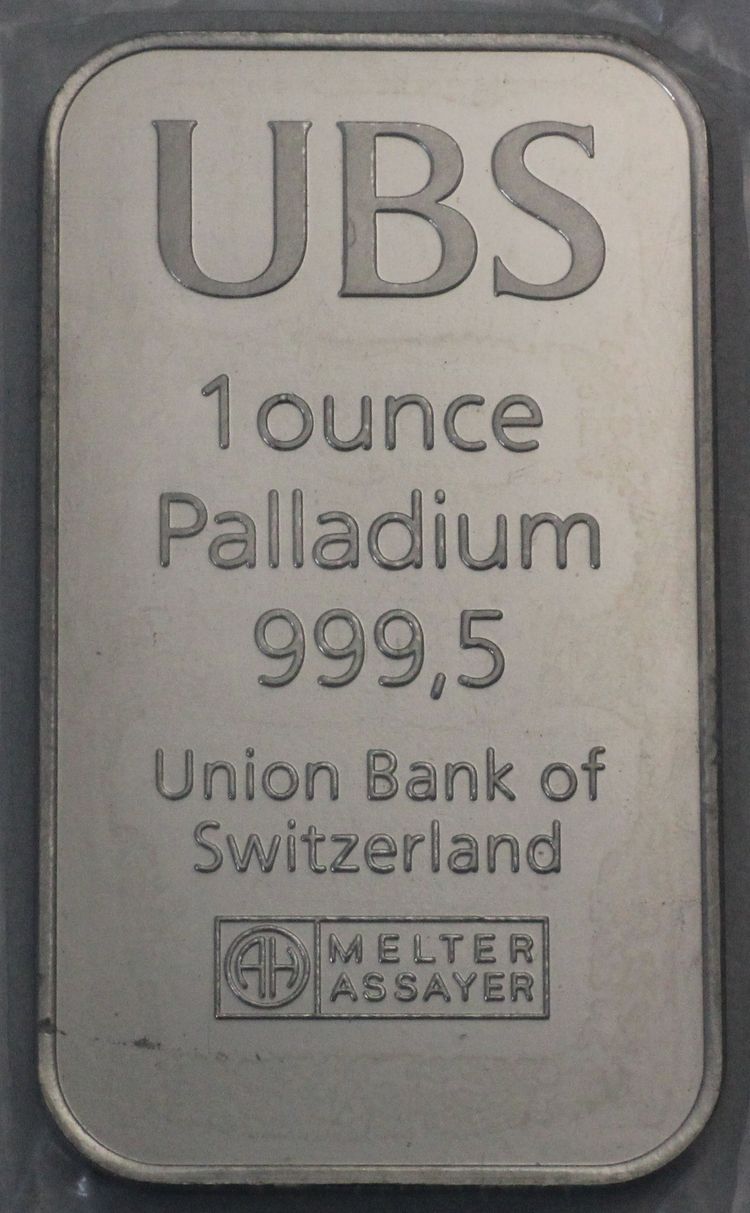 UBS
1 ounce
Palladium
999,5
Union Bank of
Switzerland
AH MELTER
ASSAYER